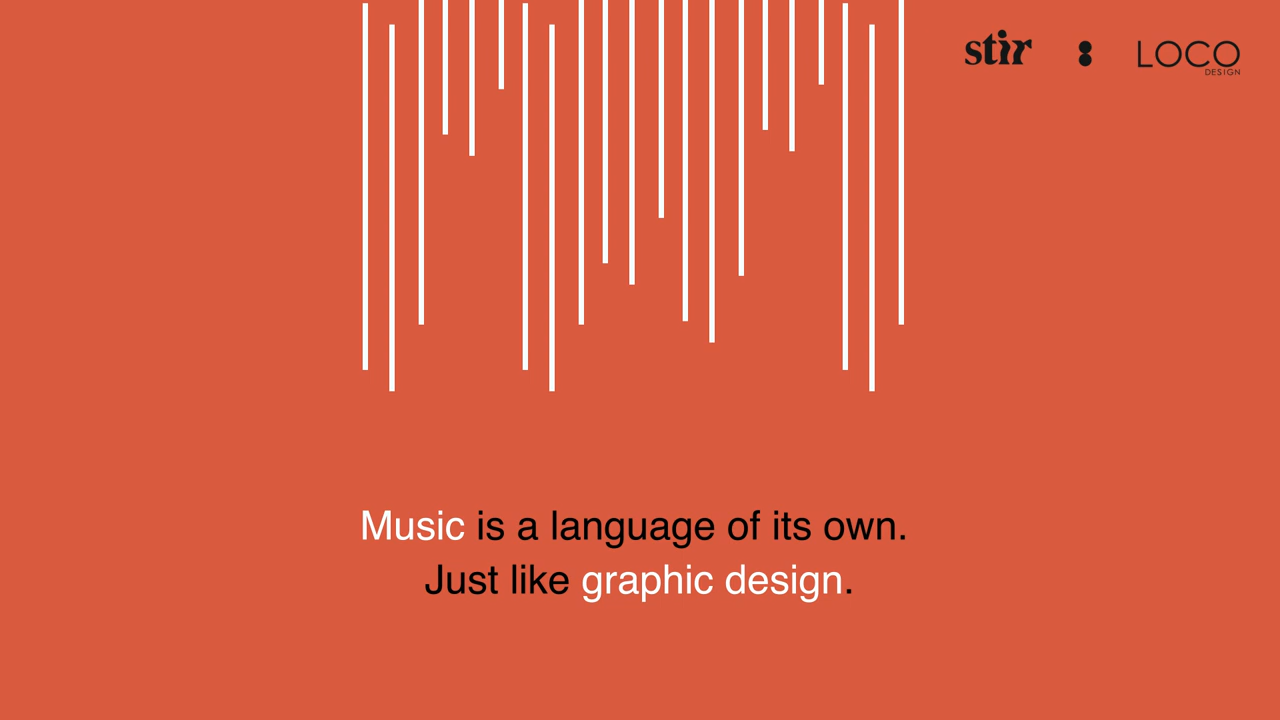 stir
LOCO
DESIGN
Music is a language of its own.
Just like graphic design.